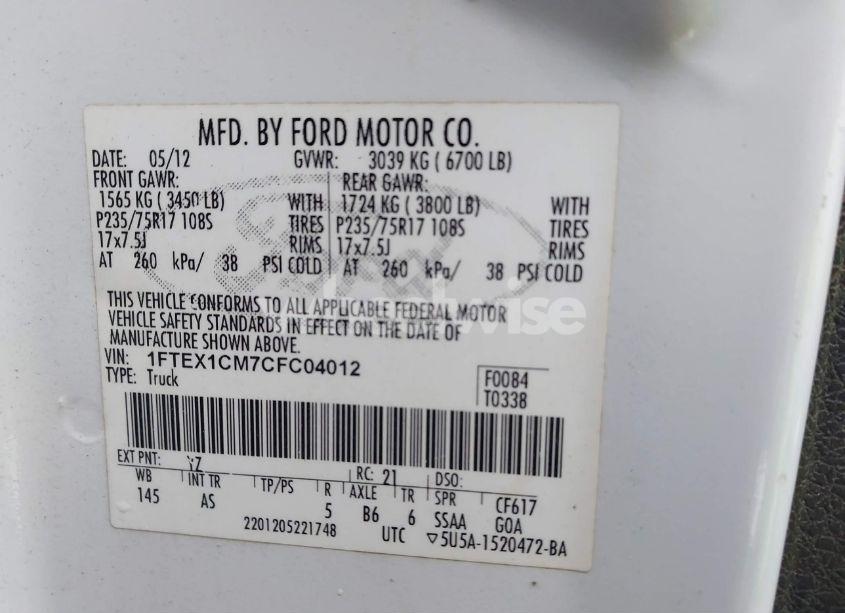 MFD. BY FORD MOTOR CO.
DATE: 05/12 GVWR: 3039 KG ( 6700 LB)
FRONT GAWR: REAR GAWR:
1565 KG ( 3450 LB) WITH 1724 KG ( 3800 LB) WITH
P235/75R17 108S TIRES P235/75R17 108S TIRES
17x7.5J RIMS 17x7.5J RIMS
AT 260 kPa/ 38 PSI COLD AT 260 kPa/ 38 PSI COLD
THIS VEHICLE CONFORMS TO ALL APPLICABLE FEDERAL MOTOR
VEHICLE SAFETY STANDARDS IN EFFECT ON THE DATE OF
MANUFACTURE SHOWN ABOVE.
VIN: 1FTEX1CM7CFC04012
TYPE: Truck
F0084
T0338
EXT PNT: YZ RC: 21 DSO:
WB INT TR TP/PS R AXLE TR SPR CF617
145 AS 5 B6 6 SSAA GOA
2201205221748 UTC ▽5U5A-1520472-BA